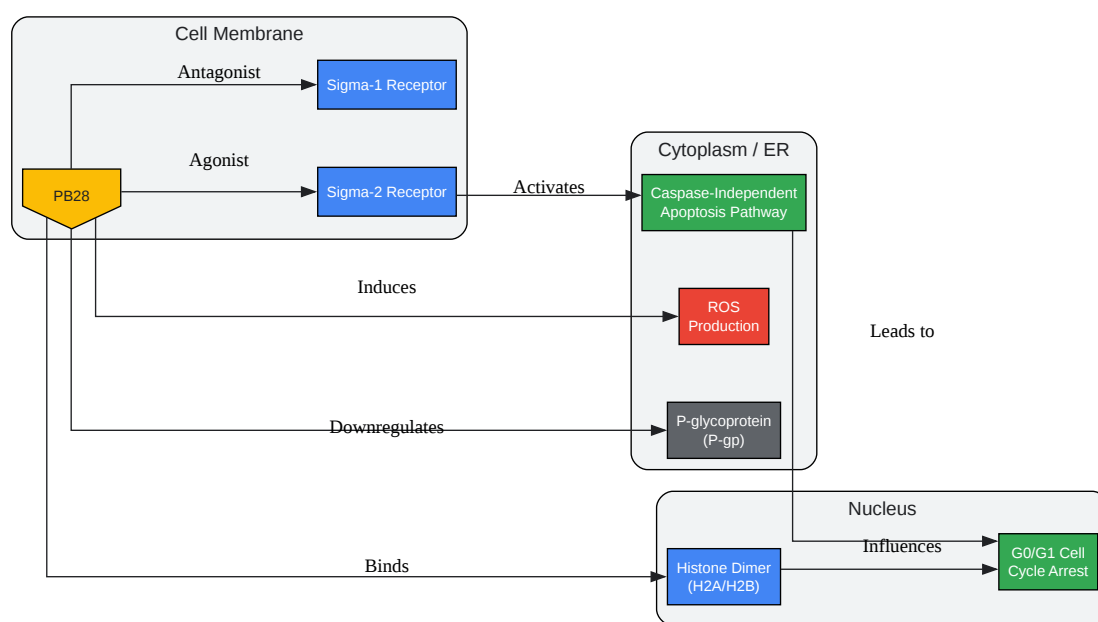 Cell Membrane
Antagonist
Sigma-1 Receptor
Agonist
PB28
Sigma-2 Receptor
Activates
Cytoplasm / ER
Caspase-Independent
Apoptosis Pathway
Induces
ROS
Production
Leads to
Downregulates
P-glycoprotein
(P-gp)
Nucleus
Binds
Histone Dimer
(H2A/H2B)
Influences
G0/G1 Cell
Cycle Arrest